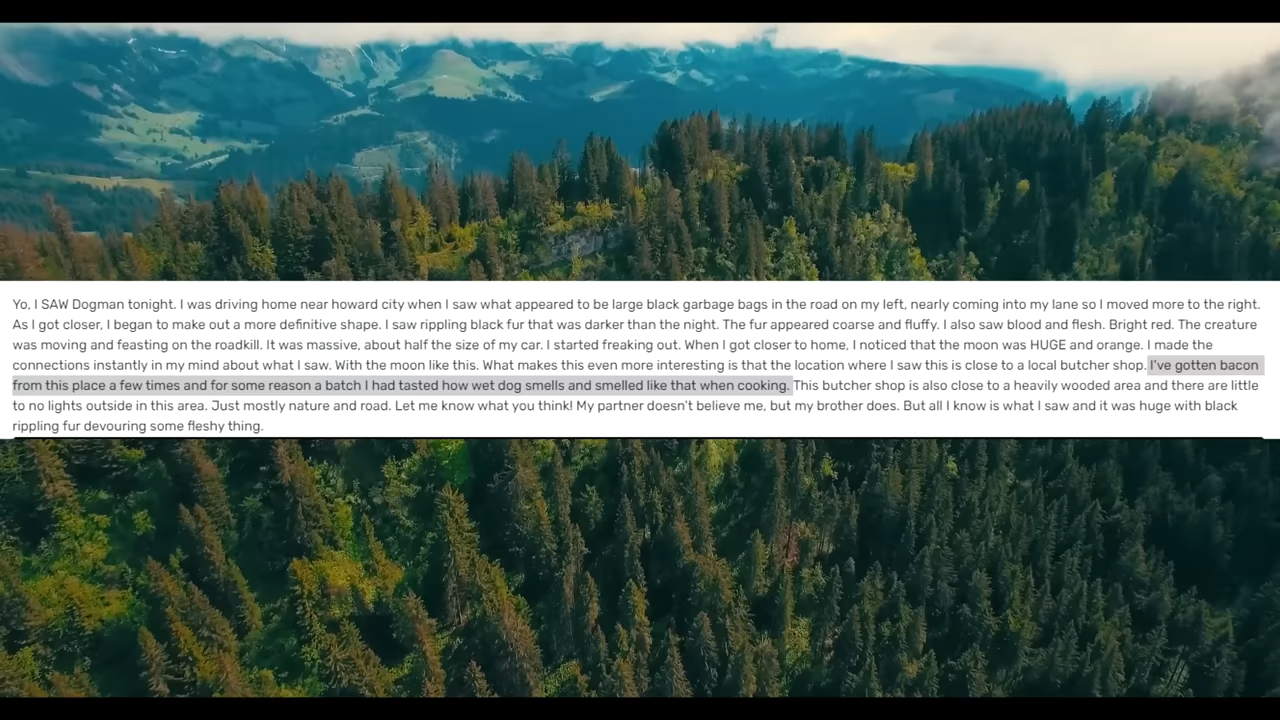 Yo, I SAW Dogman tonight. I was driving home near howard city when I saw what appeared to be large black garbage bags in the road on my left, nearly coming into my lane so I moved more to the right.
As I got closer, I began to make out a more definitive shape. I saw rippling black fur that was darker than the night. The fur appeared coarse and fluffy. I also saw blood and flesh. Bright red. The creature
was moving and feasting on the roadkill. It was massive, about half the size of my car. I started freaking out. When I got closer to home, I noticed that the moon was HUGE and orange. I made the
connections instantly in my mind about what I saw. With the moon like this. What makes this even more interesting is that the location where I saw this is close to a local butcher shop. I've gotten bacon
from this place a few times and for some reason a batch I had tasted how wet dog smells and smelled like that when cooking. This butcher shop is also close to a heavily wooded area and there are little
to no lights outside in this area. Just mostly nature and road. Let me know what you think! My partner doesn't believe me, but my brother does. But all I know is what I saw and it was huge with black
rippling fur devouring some fleshy thing.